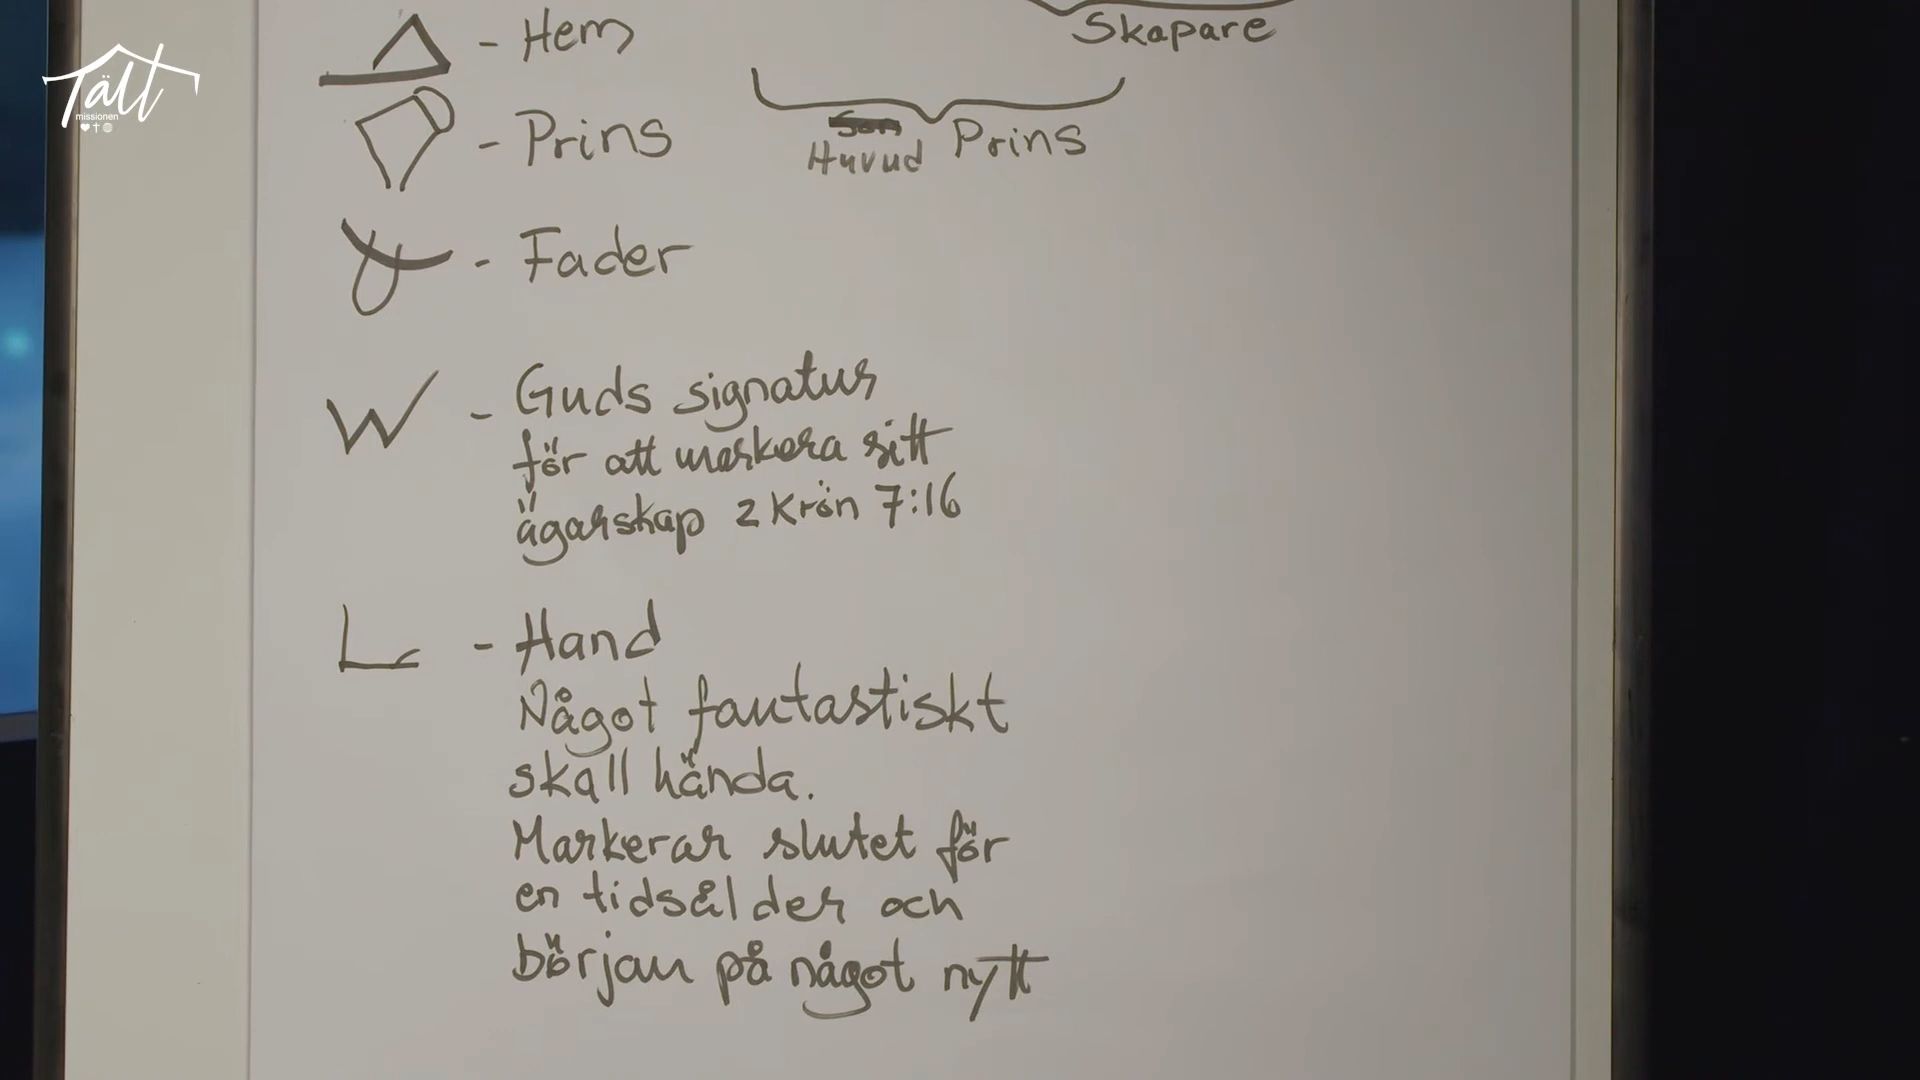 Tält
missionen
- Hem
Skapare
- Prins
Son
Huvud Prins
- Fader
W - Guds signatur
för att markera sitt
ägarskap 2 Krön 7:16
- Hand
Något fantastiskt
skall hända.
Markerar slutet för
en tidsålder och
början på något nytt